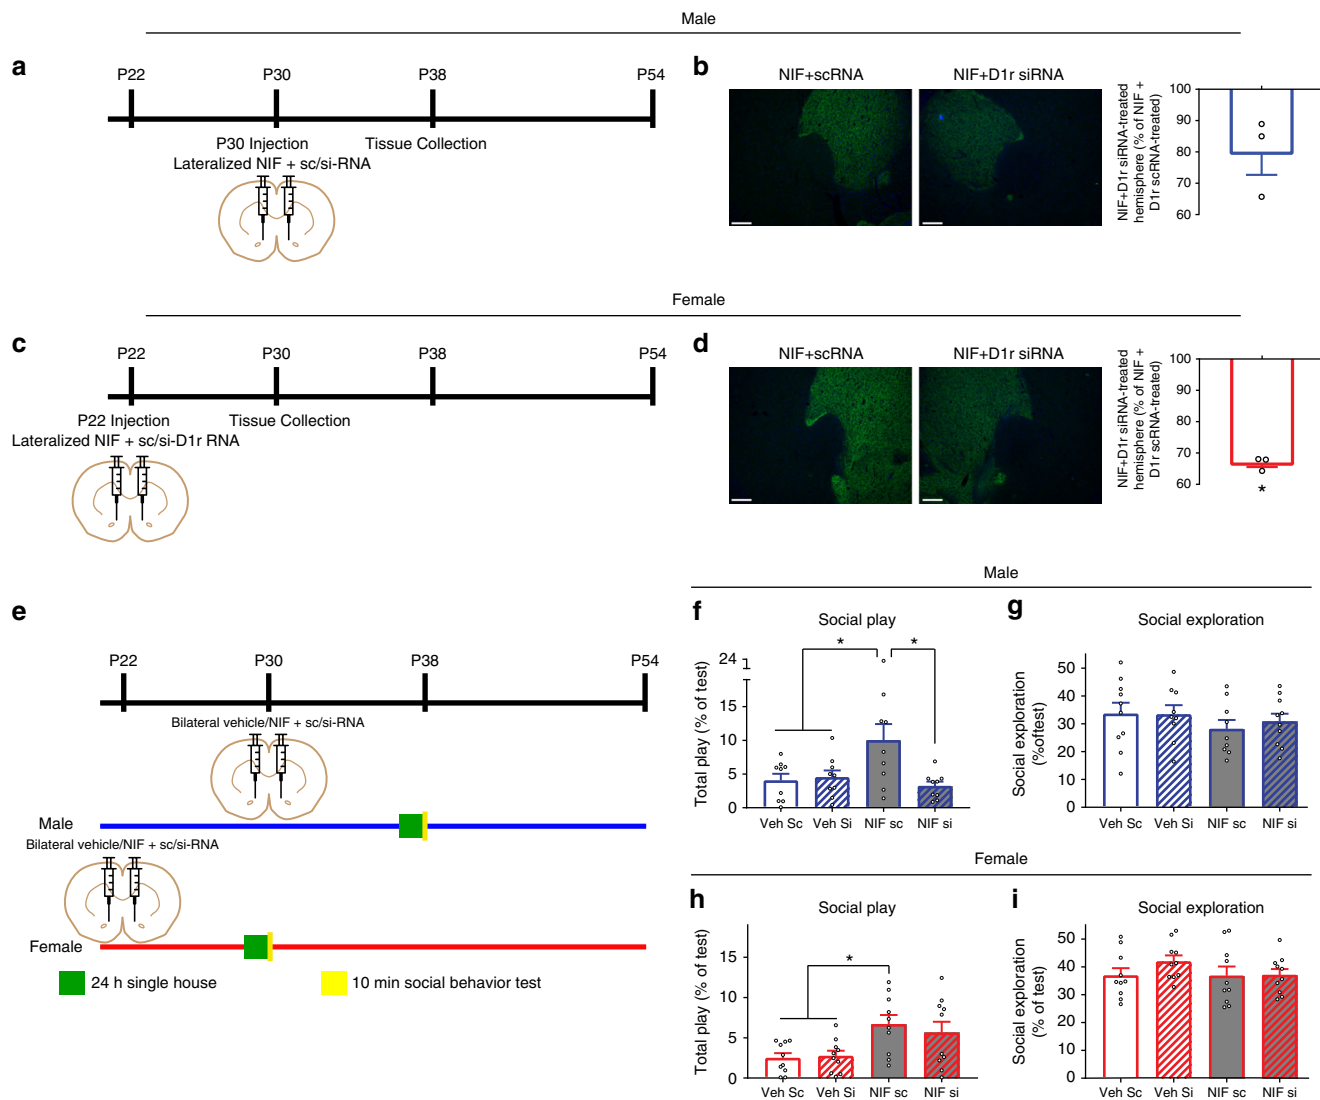 Male
a
P22 P30 P38 P54
P30 Injection
Lateralized NIF + sc/si-RNA
Tissue Collection
b
NIF+scRNA NIF+D1r siRNA
NIF+D1r siRNA-treated
hemisphere (% of NIF +
D1r scRNA-treated)
100
90
80
70
60
Female
c
P22 P30 P38 P54
P22 Injection
Lateralized NIF + sc/si-D1r RNA
Tissue Collection
d
NIF+scRNA NIF+D1r siRNA
NIF+D1r siRNA-treated
hemisphere (% of NIF +
D1r scRNA-treated)
100
90
80
70
60
*
e
P22 P30 P38 P54
Bilateral vehicle/NIF + sc/si-RNA
Male
Bilateral vehicle/NIF + sc/si-RNA
Female
24 h single house
10 min social behavior test
Male
f
Social play
Total play (% of test)
24
15
10
5
0
* *
Veh Sc Veh Si NIF sc NIF si
g
Social exploration
Social exploration
(%oftest)
50
40
30
20
10
0
Veh Sc Veh Si NIF sc NIF si
Female
h
Social play
Total play (% of test)
15
10
5
0
*
Veh Sc Veh Si NIF sc NIF si
i
Social exploration
Social exploration
(% of test)
50
40
30
20
10
0
Veh Sc Veh Si NIF sc NIF si